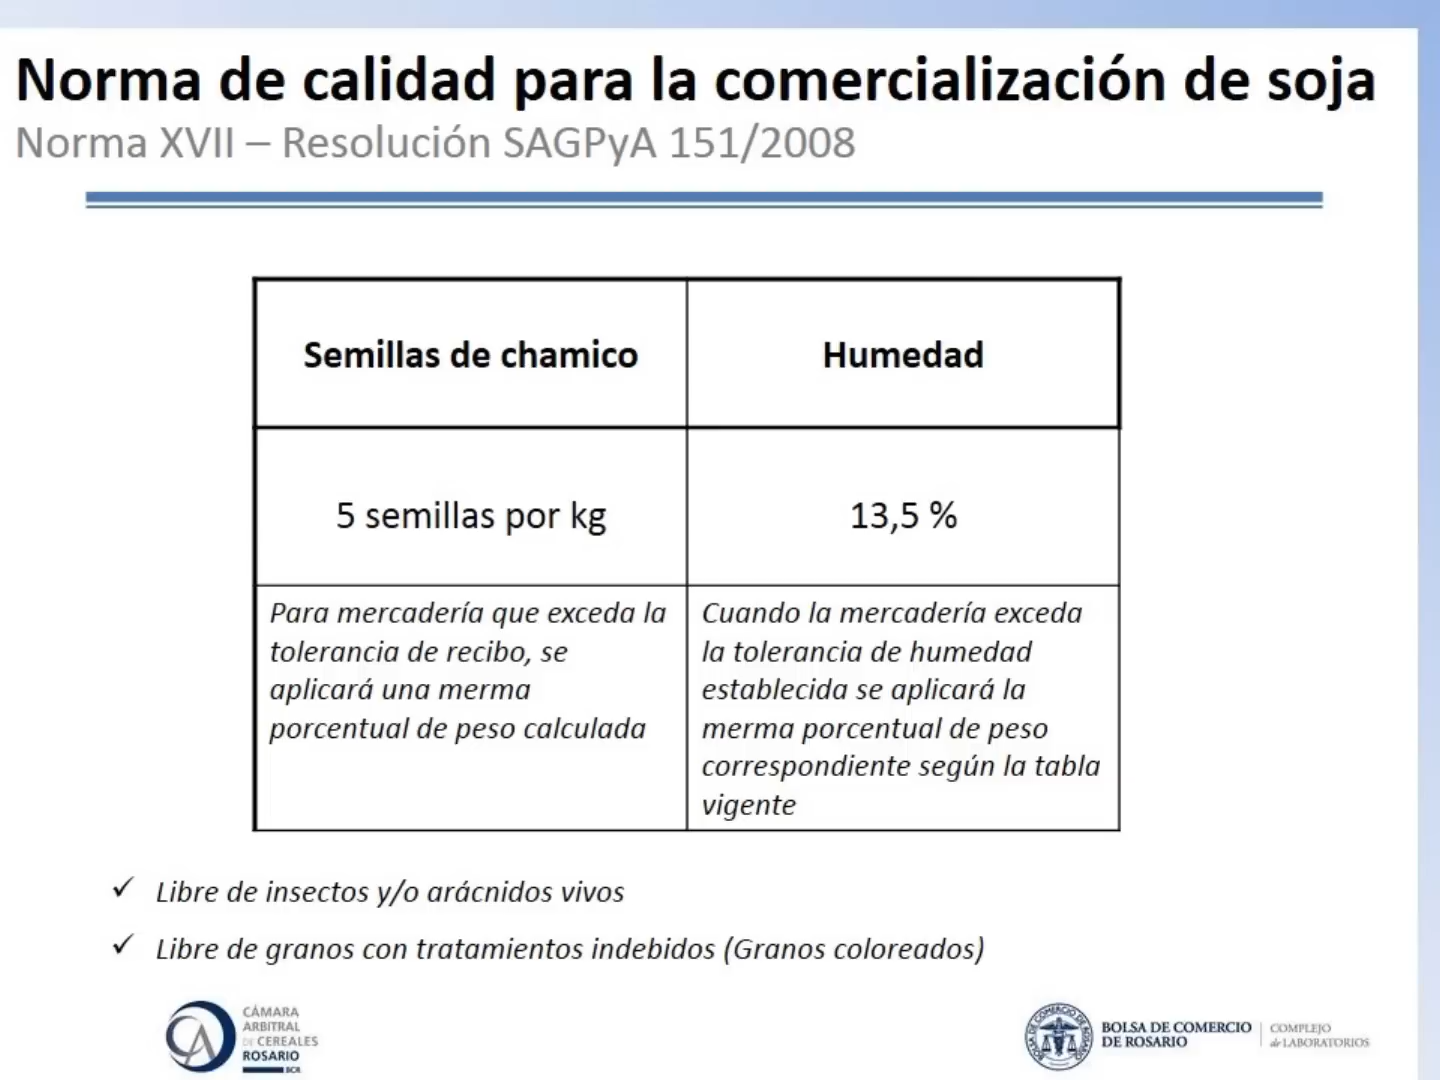 Norma de calidad para la comercialización de soja
Norma XVII – Resolución SAGPyA 151/2008
Semillas de chamico
Humedad
5 semillas por kg
13,5 %
Para mercadería que exceda la
tolerancia de recibo, se
aplicará una merma
porcentual de peso calculada
Cuando la mercadería exceda
la tolerancia de humedad
establecida se aplicará la
merma porcentual de peso
correspondiente según la tabla
vigente
✓ Libre de insectos y/o arácnidos vivos
✓ Libre de granos con tratamientos indebidos (Granos coloreados)
CÁMARA
ARBITRAL
DE CEREALES
ROSARIO
BCR
BOLSA DE COMERCIO
DE ROSARIO
COMPLEJO
de LABORATORIOS